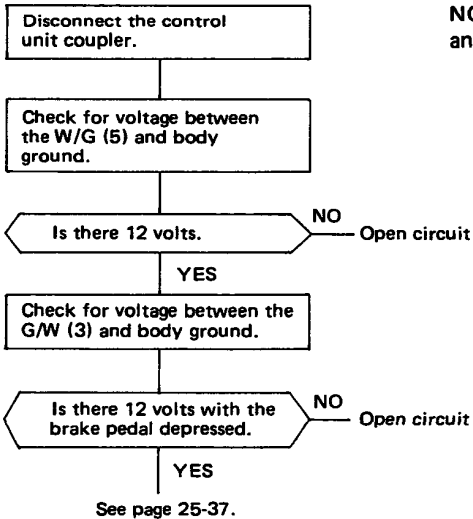 Disconnect the control
unit coupler.
NO
an
Check for voltage between
the W/G (5) and body
ground.
Is there 12 volts.
NO
Open circuit
YES
Check for voltage between the
G/W (3) and body ground.
Is there 12 volts with the
brake pedal depressed.
NO
Open circuit
YES
See page 25-37.